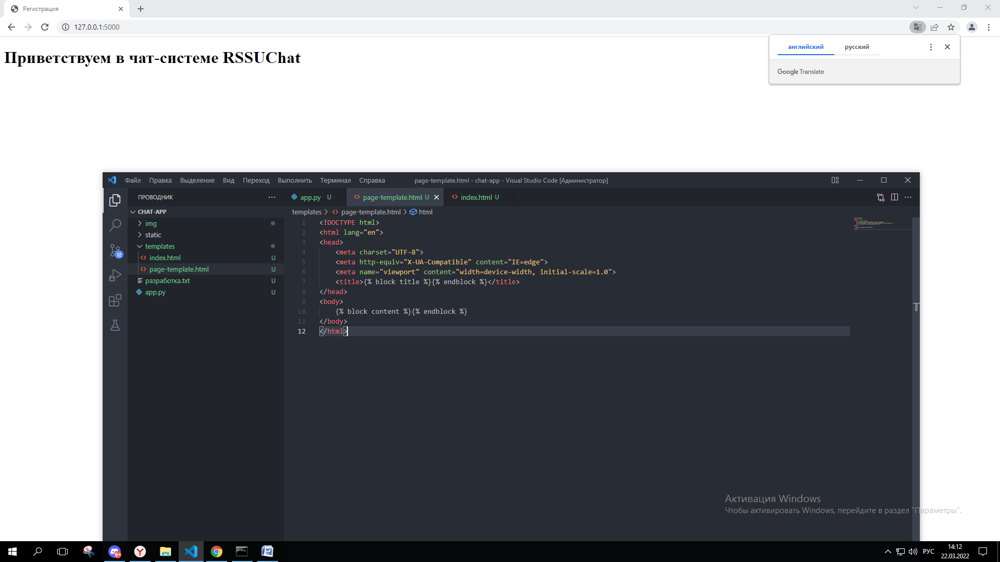 Регистрация
127.0.0.1:5000
английский русский
Google Translate
Приветствуем в чат-системе RSSUChat
Файл Правка Выделение Вид Переход Выполнить Терминал Справка page-template.html - chat-app - Visual Studio Code [Администратор]
ПРОВОДНИК
CHAT-APP
img
static
templates
index.html U
page-template.html U
разработка.txt U
app.py U
12
app.py U page-template.html U index.html U
templates > page-template.html > html
1 <!DOCTYPE html>
2 <html lang="en">
3 <head>
4 <meta charset="UTF-8">
5 <meta http-equiv="X-UA-Compatible" content="IE=edge">
6 <meta name="viewport" content="width=device-width, initial-scale=1.0">
7 <title>{% block title %}{% endblock %}</title>
8 </head>
9 <body>
10 {% block content %}{% endblock %}
11 </body>
12 </html>
Активация Windows
Чтобы активировать Windows, перейдите в раздел "Параметры".
9+
РУС
14:12
22.03.2022